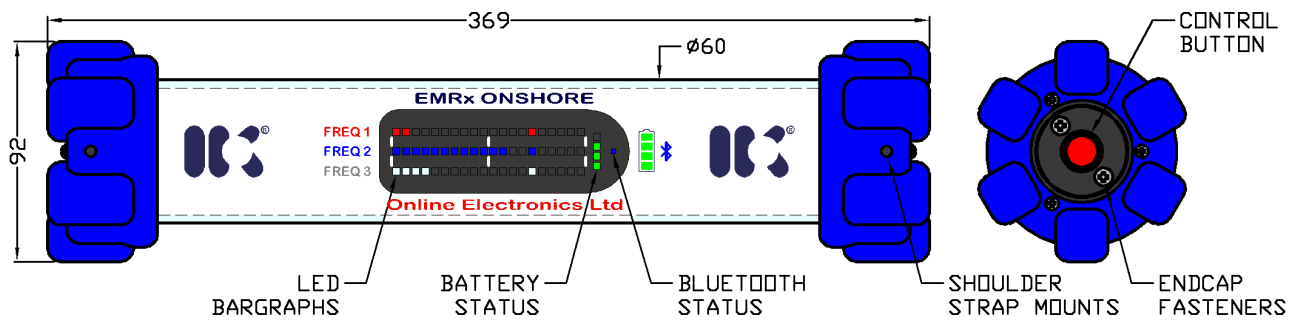 369
CONTROL
BUTTON
Ø60
EMRx ONSHORE
FREQ 1
FREQ 2
FREQ 3
®
®
92
Online Electronics Ltd
LED
BARGRAPHS
BATTERY
STATUS
BLUETOOTH
STATUS
SHOULDER
STRAP MOUNTS
ENDCAP
FASTENERS